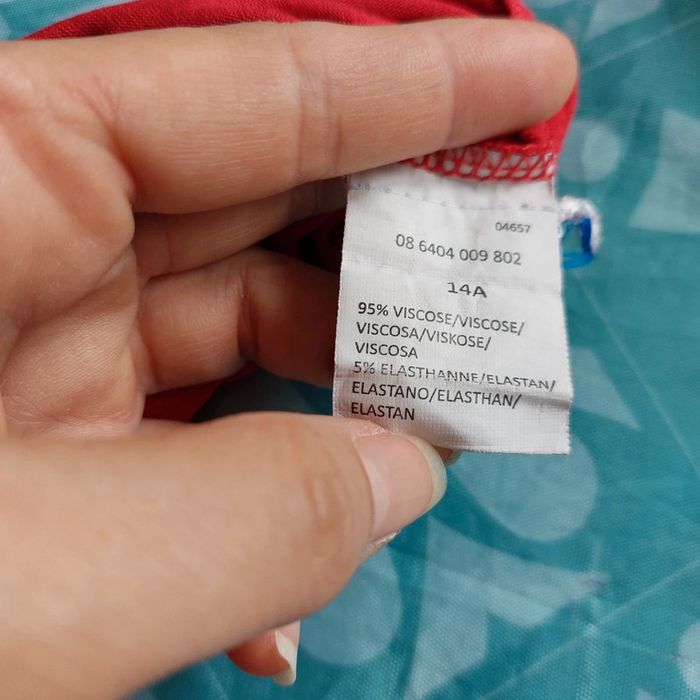 04657
08 6404 009 802
14A
95% VISCOSE/VISCOSE/
VISCOSA/VISKOSE/
VISCOSA
5% ELASTHANNE/ELASTAN/
ELASTANO/ELASTHAN/
ELASTAN